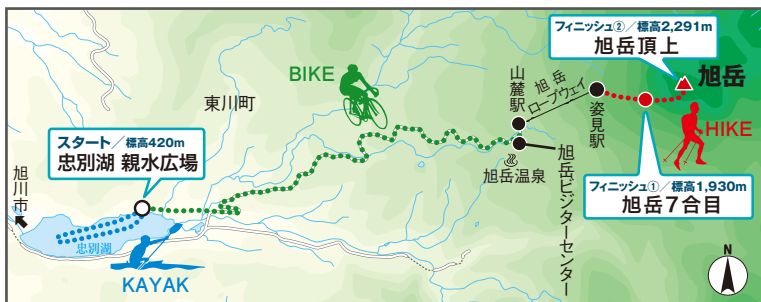 フィニッシュ②／標高2,291m
旭岳頂上
旭岳
BIKE
東川町
山麓駅
旭岳
ロープウェイ
姿見駅
HIKE
スタート／標高420m
忠別湖 親水広場
旭岳温泉
旭岳ビジターセンター
フィニッシュ①／標高1,930m
旭岳7合目
旭川市
忠別湖
KAYAK
N